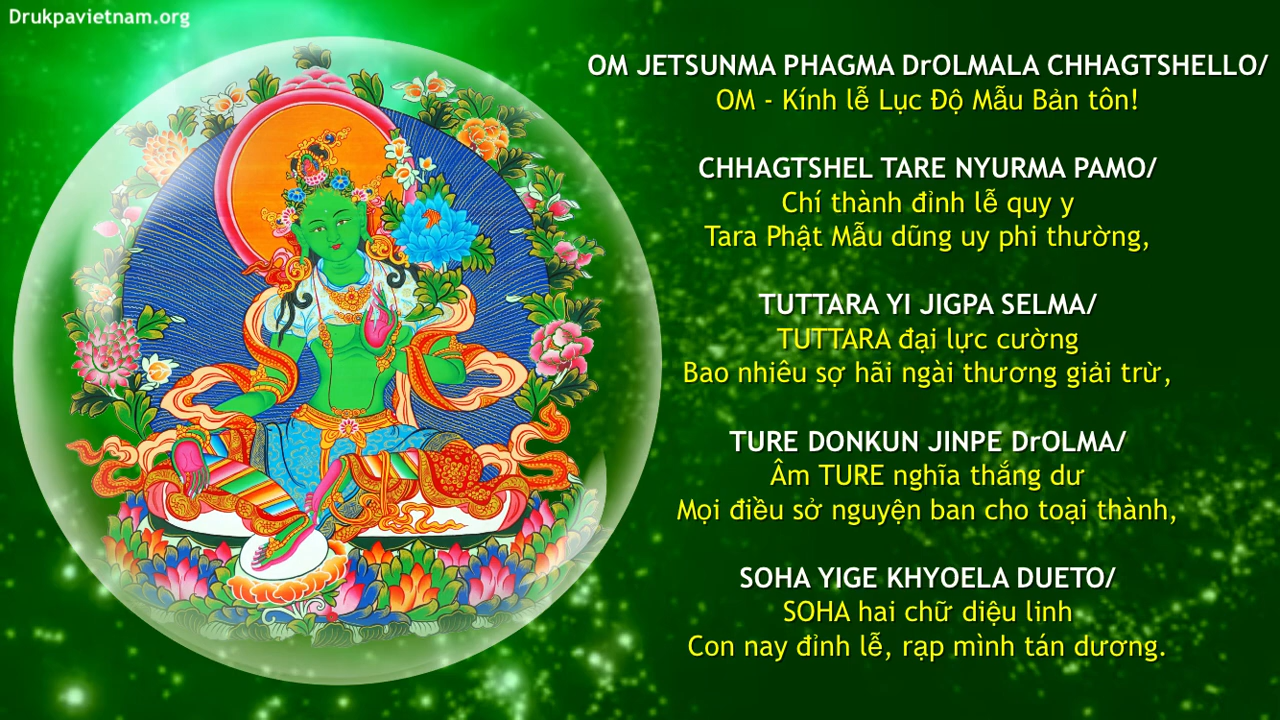 Drukpavietnam.org
OM JETSUNMA PHAGMA DrOLMALA CHHAGTSHELLO/
OM - Kính lễ Lục Độ Mẫu Bản tôn!
CHHAGTSHEL TARE NYURMA PAMO/
Chí thành đỉnh lễ quy y
Tara Phật Mẫu dũng uy phi thường,
TUTTARA YI JIGPA SELMA/
TUTTARA đại lực cường
Bao nhiêu sợ hãi ngài thương giải trừ,
TURE DONKUN JINPE DrOLMA/
Âm TURE nghĩa thắng dư
Mọi điều sở nguyện ban cho toại thành,
SOHA YIGE KHYOELA DUETO/
SOHA hai chữ diệu linh
Con nay đỉnh lễ, rạp mình tán dương.